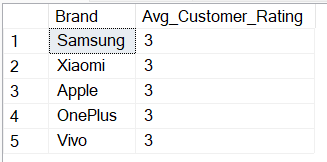 Brand Avg_Customer_Rating
1 Samsung 3
2 Xiaomi 3
3 Apple 3
4 OnePlus 3
5 Vivo 3